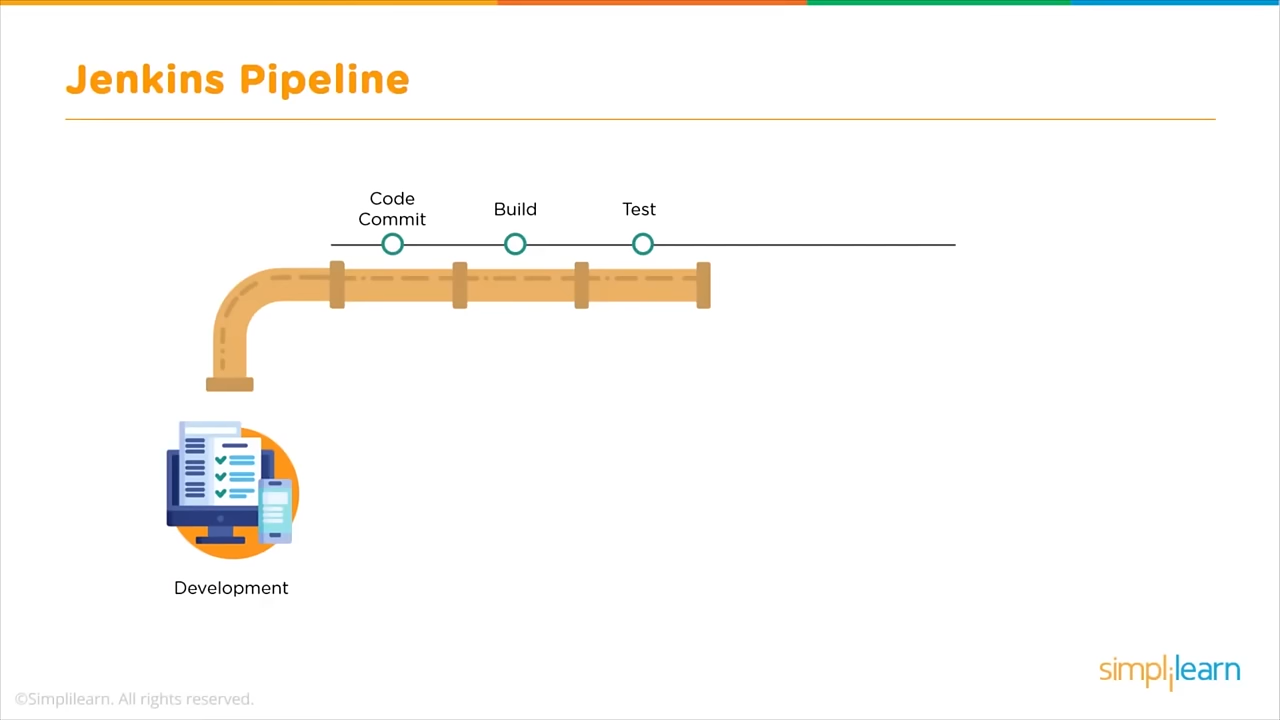 Jenkins Pipeline
Code
Commit
Build
Test
Development
simplilearn
©Simplilearn. All rights reserved.